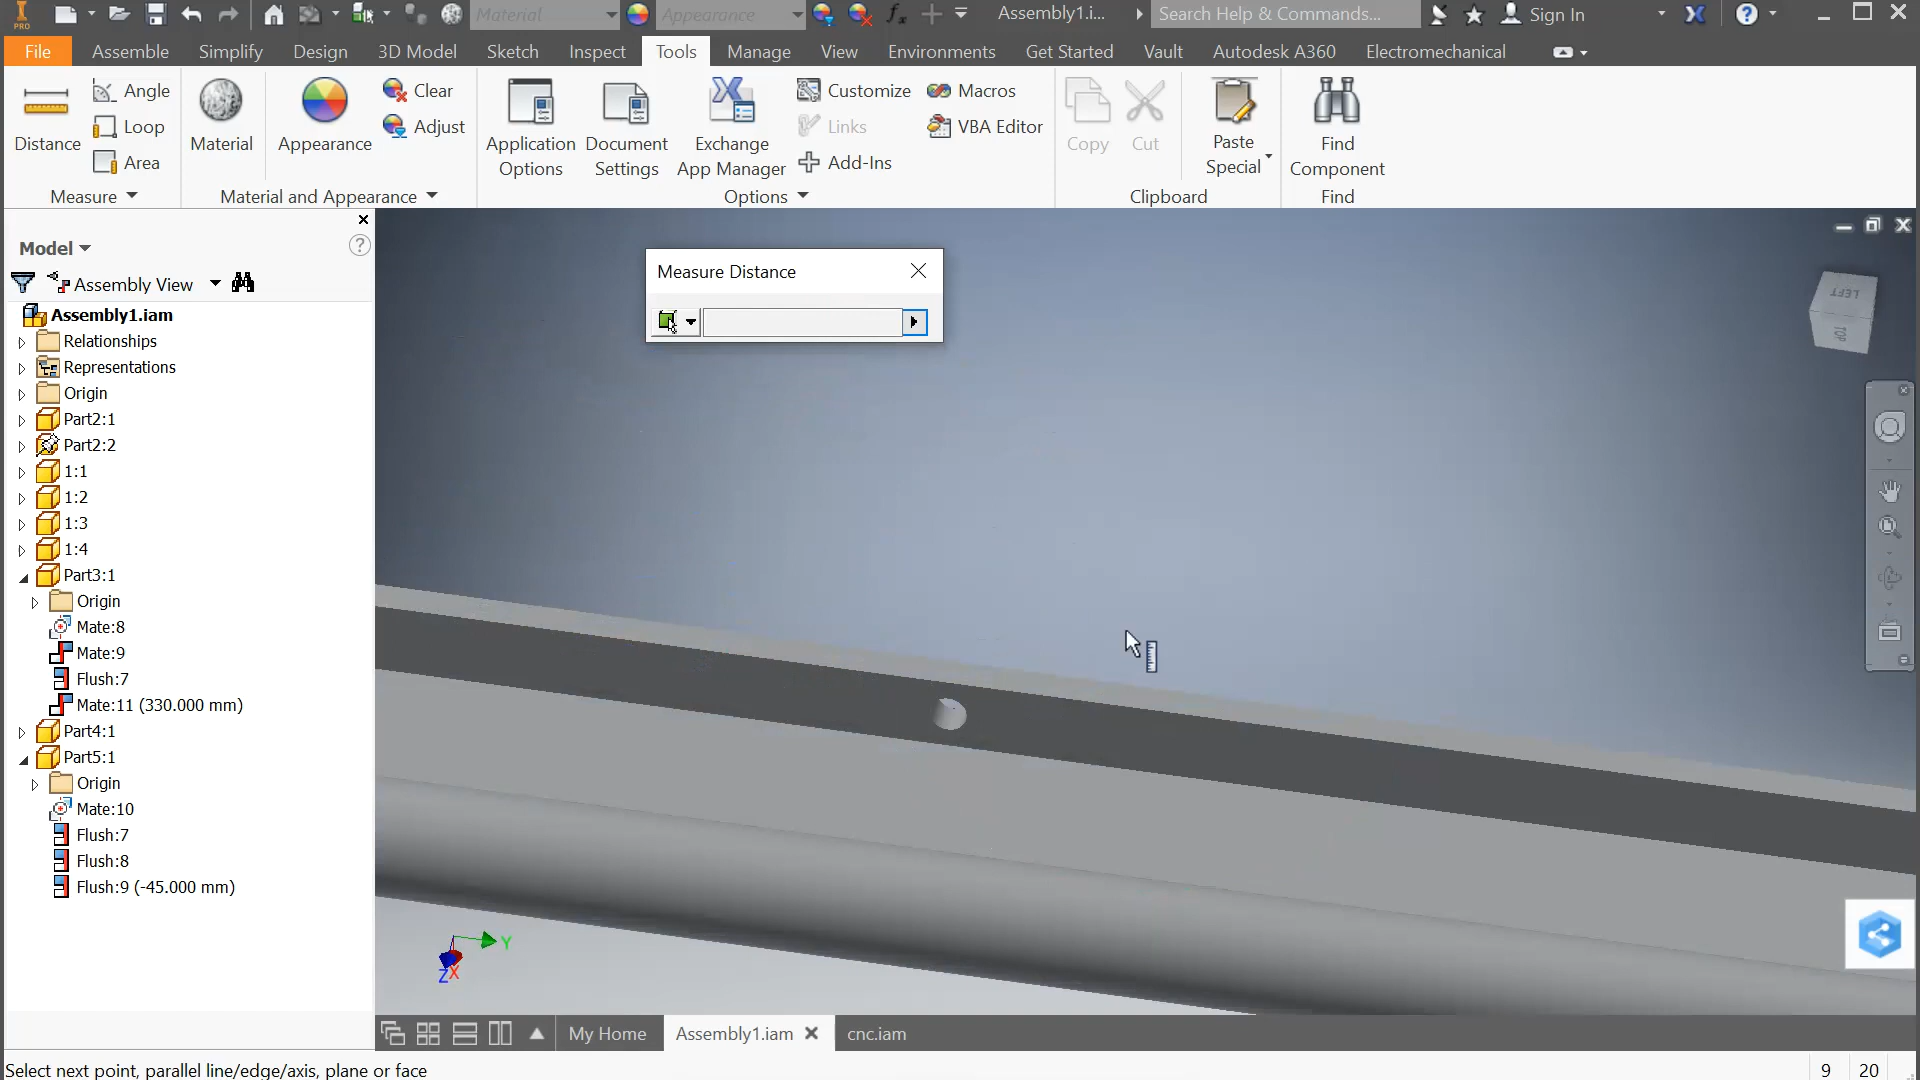 PRO
Material
Appearance
Assembly1.i...
Search Help & Commands...
Sign In
File
Assembly
Simplify
Design
3D Model
Sketch
Inspect
Tools
Manage
View
Environments
Get Started
Vault
Autodesk A360
Electromechanical
Distance
Angle
Loop
Area
Measure
Material
Appearance
Clear
Adjust
Material and Appearance
Application Options
Document Settings
Exchange App Manager
Customize
Links
Add-Ins
Macros
VBA Editor
Options
Copy
Cut
Paste Special
Clipboard
Find Component
Find
Model
Assembly View
Assembly1.iam
Relationships
Representations
Origin
Part2:1
Part2:2
1:1
1:2
1:3
1:4
Part3:1
Origin
Mate:8
Mate:9
Flush:7
Mate:11 (330.000 mm)
Part4:1
Part5:1
Origin
Mate:10
Flush:7
Flush:8
Flush:9 (-45.000 mm)
Measure Distance
LEFT
TOP
Y
Z
X
My Home
Assembly1.iam
cnc.iam
Select next point, parallel line/edge/axis, plane or face
9
20